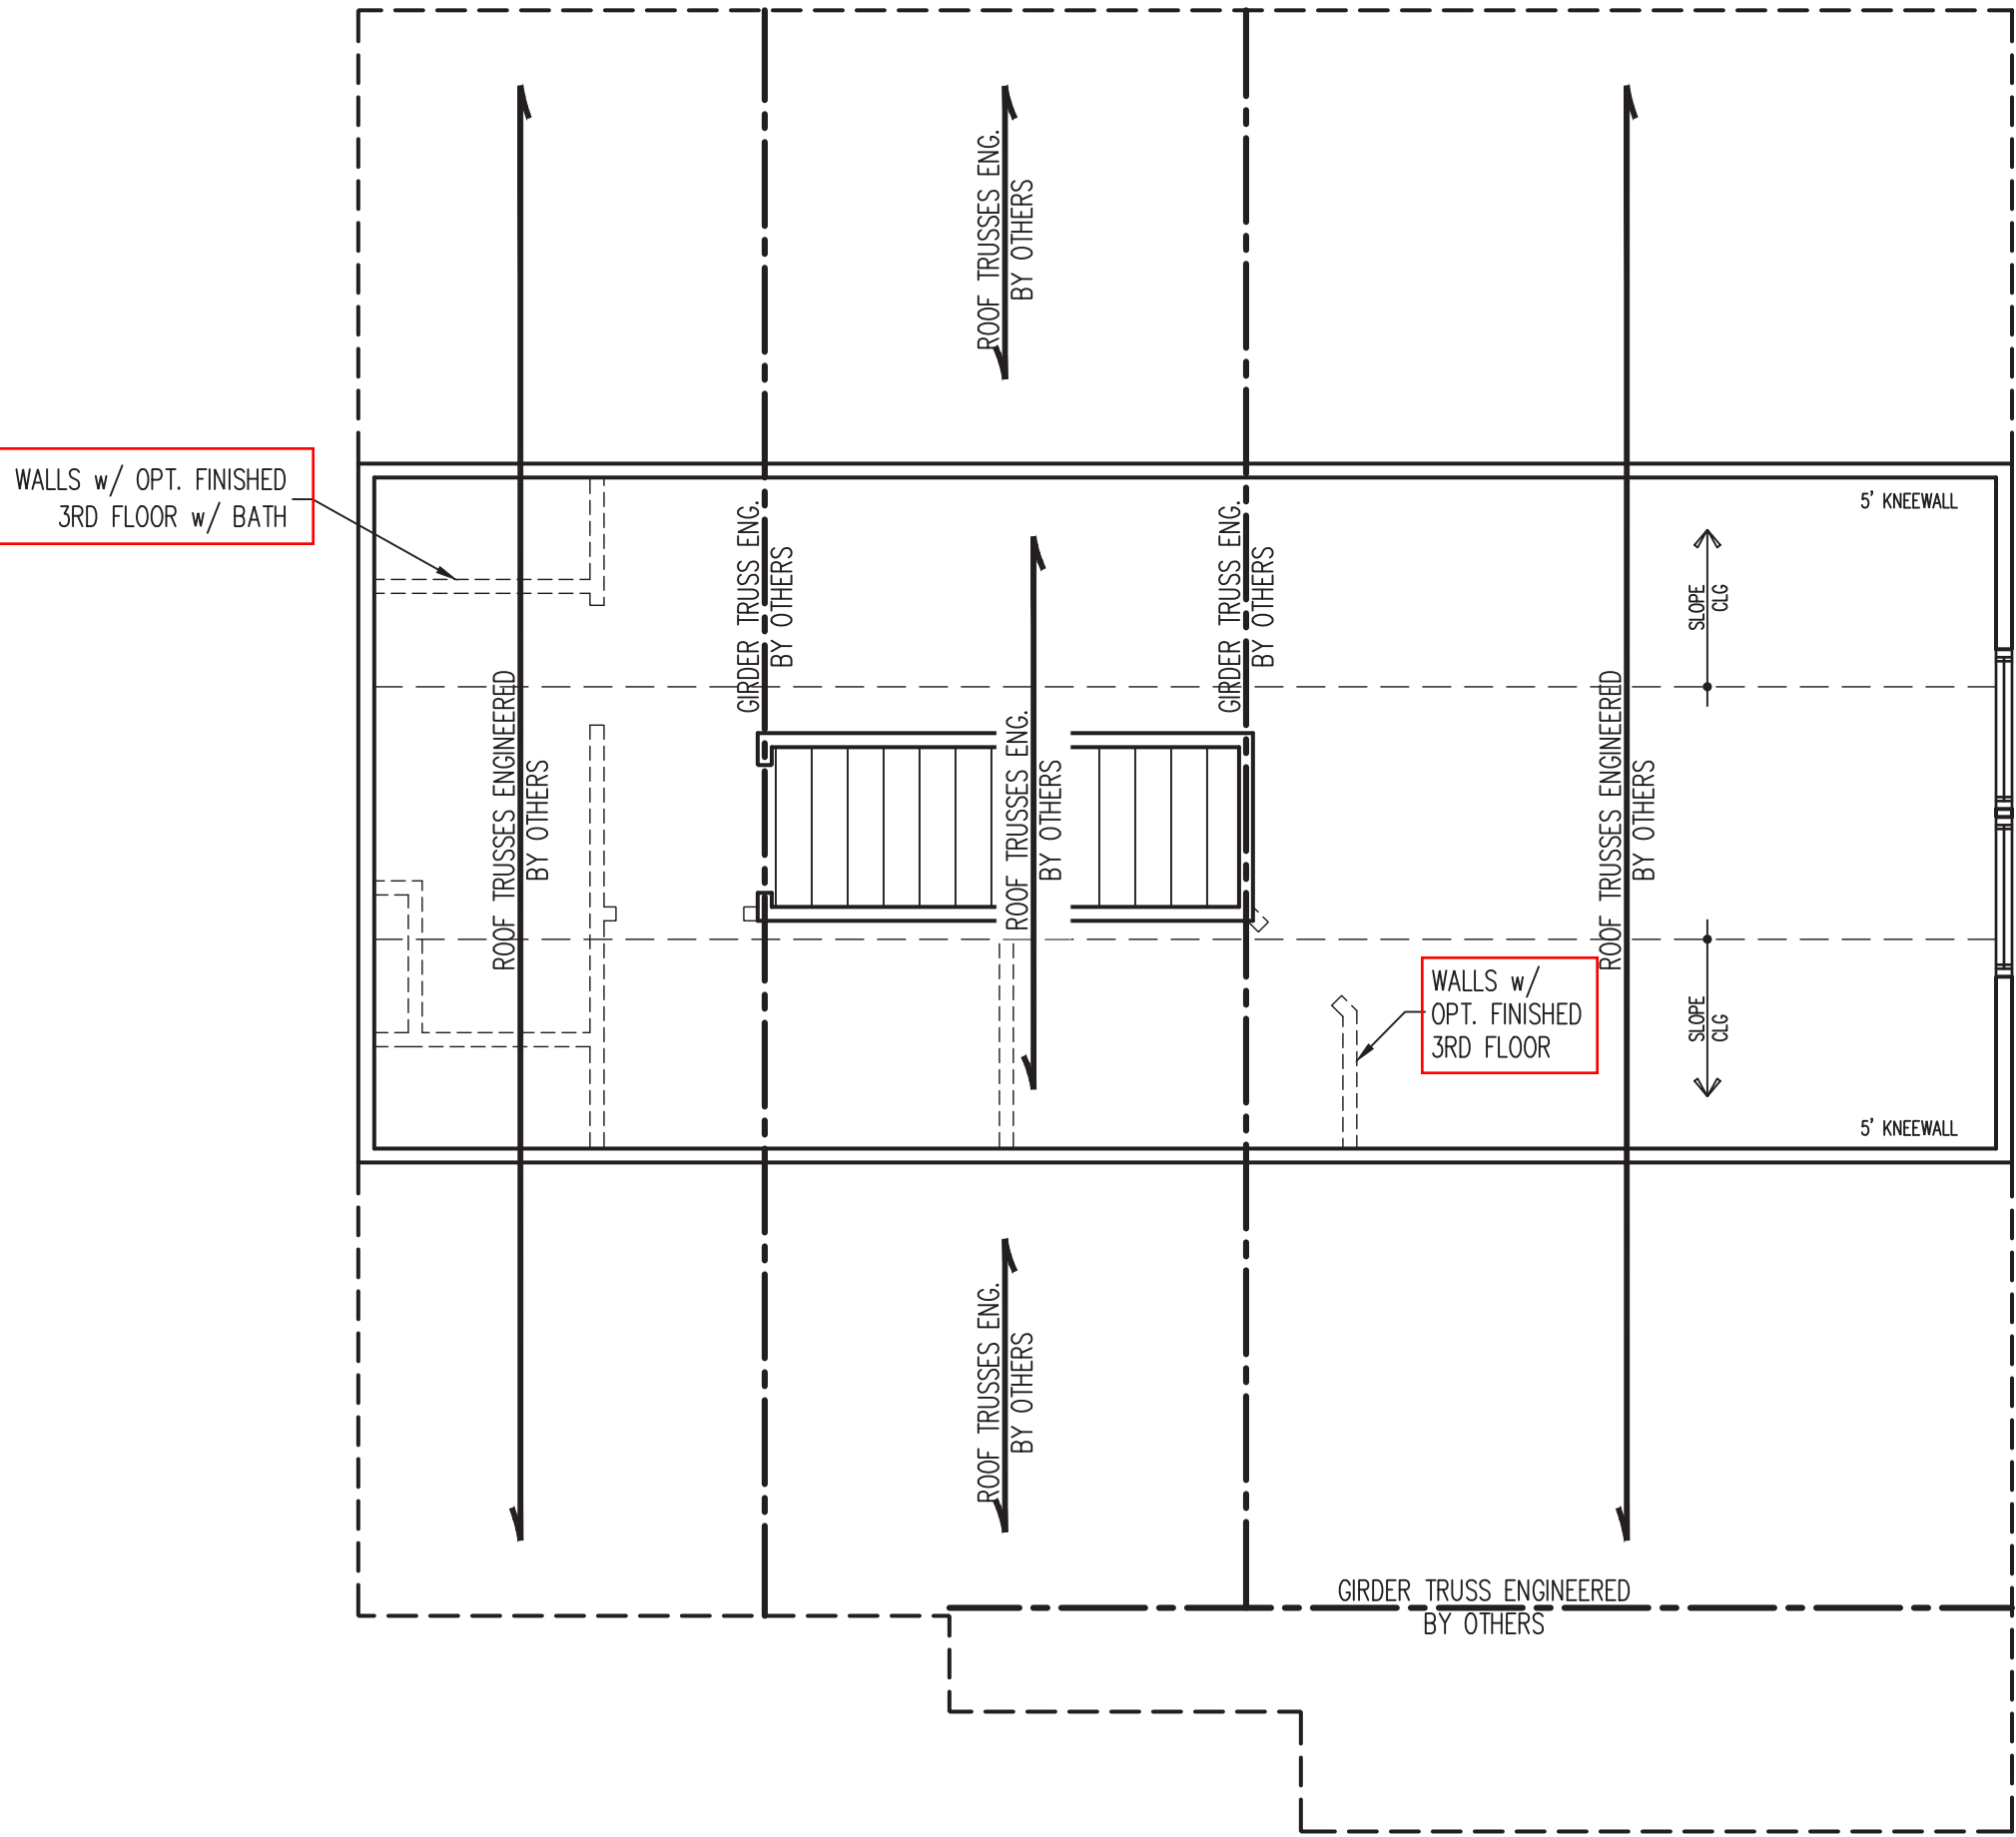 ROOF TRUSSES ENG.
BY OTHERS
WALLS w/ OPT. FINISHED
3RD FLOOR w/ BATH
5' KNEEWALL
GIRDER TRUSS ENG.
BY OTHERS
GIRDER TRUSS ENG.
BY OTHERS
SLOPE
CLG
ROOF TRUSSES ENGINEERED
BY OTHERS
ROOF TRUSSES ENG.
BY OTHERS
ROOF TRUSSES ENGINEERED
BY OTHERS
WALLS w/
OPT. FINISHED
3RD FLOOR
SLOPE
CLG
5' KNEEWALL
ROOF TRUSSES ENG.
BY OTHERS
GIRDER TRUSS ENGINEERED
BY OTHERS